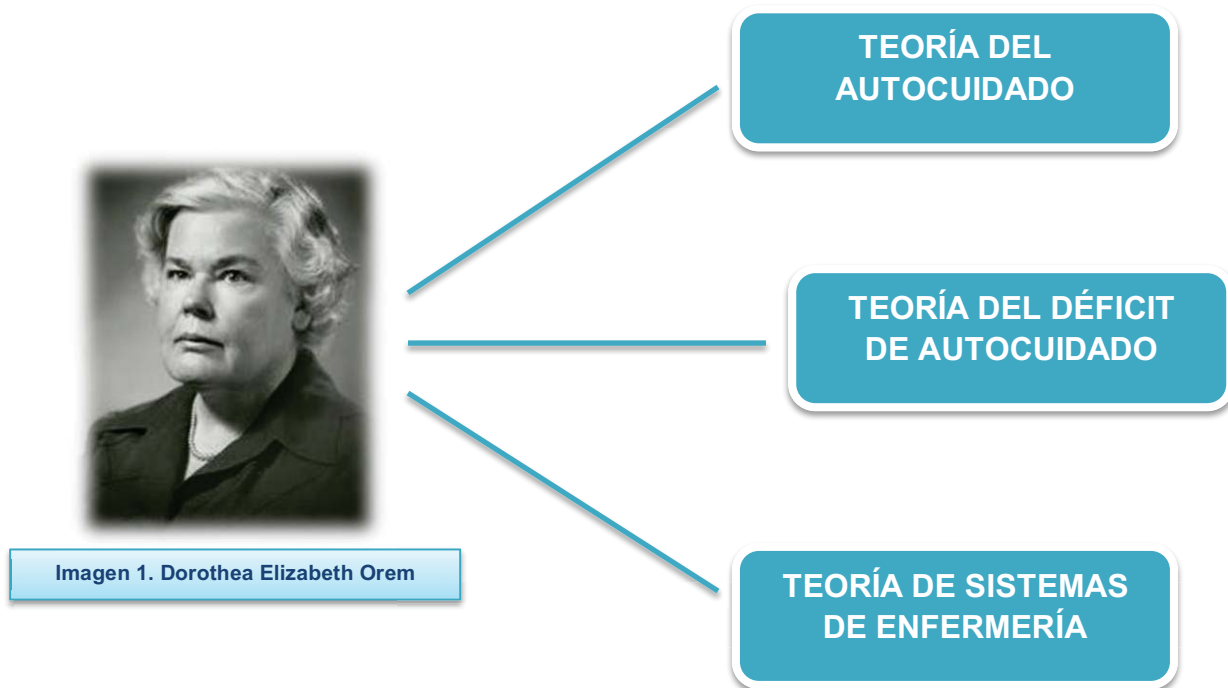 TEORÍA DEL
AUTOCUIDADO
TEORÍA DEL DÉFICIT
DE AUTOCUIDADO
Imagen 1. Dorothea Elizabeth Orem
TEORÍA DE SISTEMAS
DE ENFERMERÍA